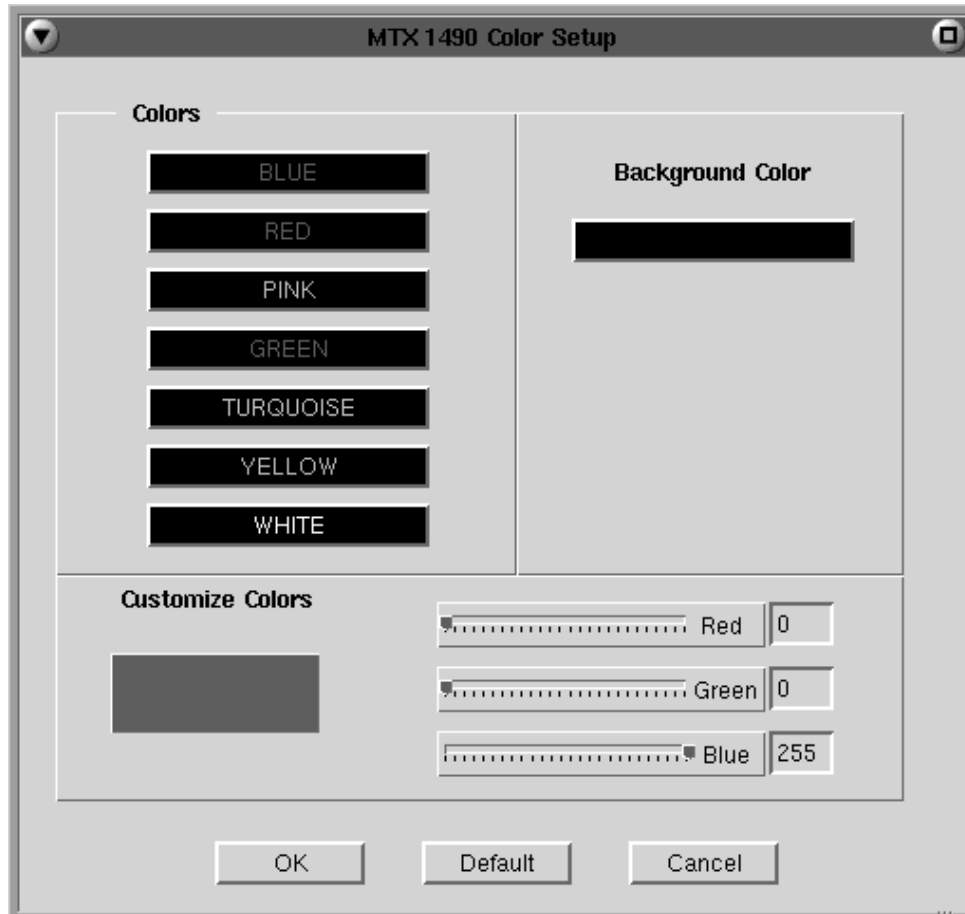 MTX 1490 Color Setup
Colors
BLUE
RED
PINK
GREEN
TURQUOISE
YELLOW
WHITE
Background Color
Customize Colors
Red 0
Green 0
Blue 255
OK Default Cancel